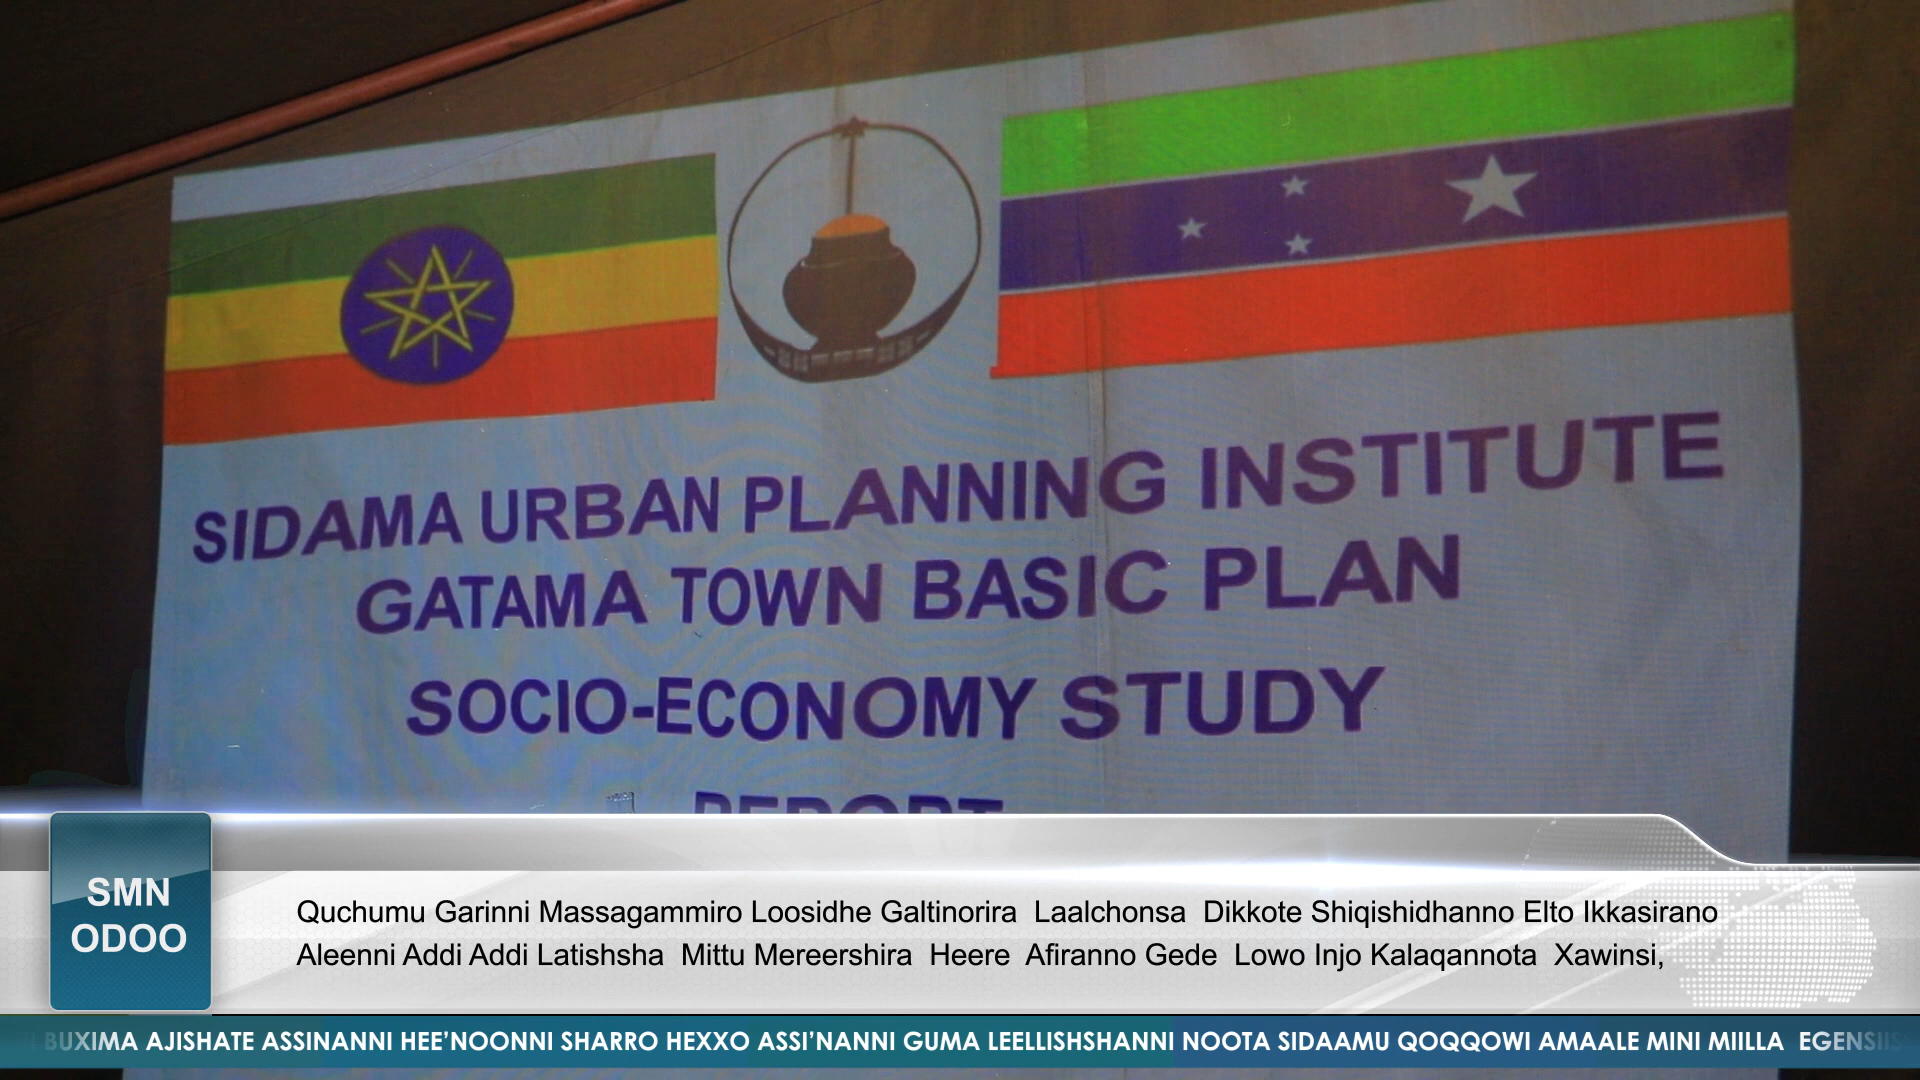 SIDAMA URBAN PLANNING INSTITUTE
GATAMA TOWN BASIC PLAN
SOCIO-ECONOMY STUDY
REPORT
SMN
ODOO
Quchumu Garinni Massagammiro Loosidhe Galtinorira Laalchonsa Dikkote Shiqishidhanno Elto Ikkasirano
Aleenni Addi Addi Latishsha Mittu Mereershira Heere Afiranno Gede Lowo Injo Kalaqannota Xawinsi,
BUXIMA AJISHATE ASSINANNI HEE’NOONNI SHARRO HEXXO ASSI’NANNI GUMA LEELLISHSHANNI NOOTA SIDAAMU QOQQOWI AMAALE MINI MIILLA